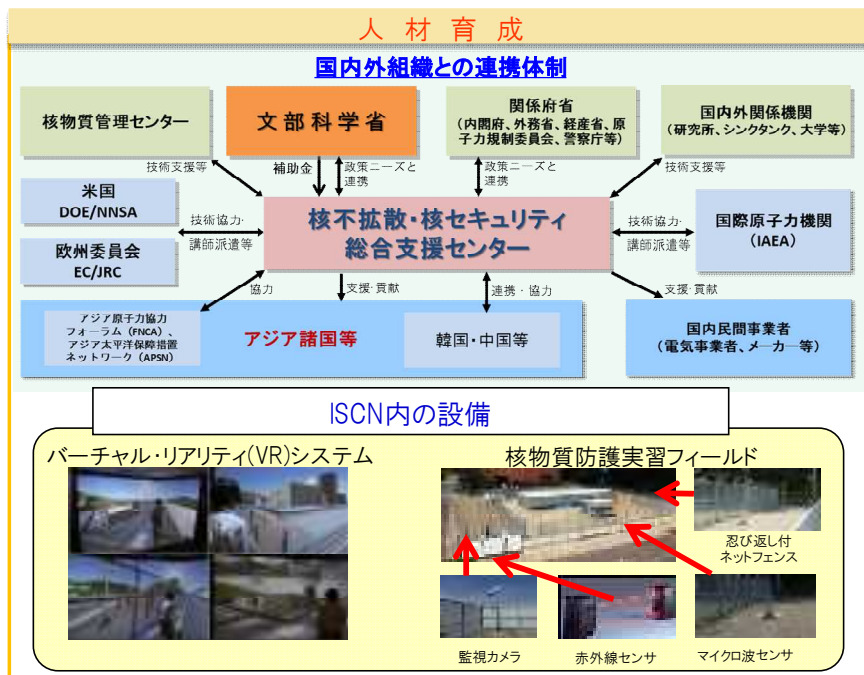 人材育成
国内外組織との連携体制
核物質管理センター
文部科学省
関係府省
(内閣府、外務省、経産省、原
子力規制委員会、警察庁等)
国内外関係機関
(研究所、シンクタンク、大学等)
技術支援等
補助金
政策ニーズと
連携
政策ニーズと
連携
技術支援等
米国
DOE/NNSA
欧州委員会
EC/JRC
技術協力・
講師派遣等
核不拡散・核セキュリティ
総合支援センター
技術協力・
講師派遣等
国際原子力機関
(IAEA)
協力
支援・貢献
連携・協力
支援・貢献
アジア原子力協力
フォーラム(FNCA)、
アジア太平洋保障措置
ネットワーク(APSN)
アジア諸国等
韓国・中国等
国内民間事業者
(電気事業者、メーカー等)
ISCN内の設備
バーチャル・リアリティ(VR)システム
核物質防護実習フィールド
忍び返し付
ネットフェンス
監視カメラ
赤外線センサ
マイクロ波センサ